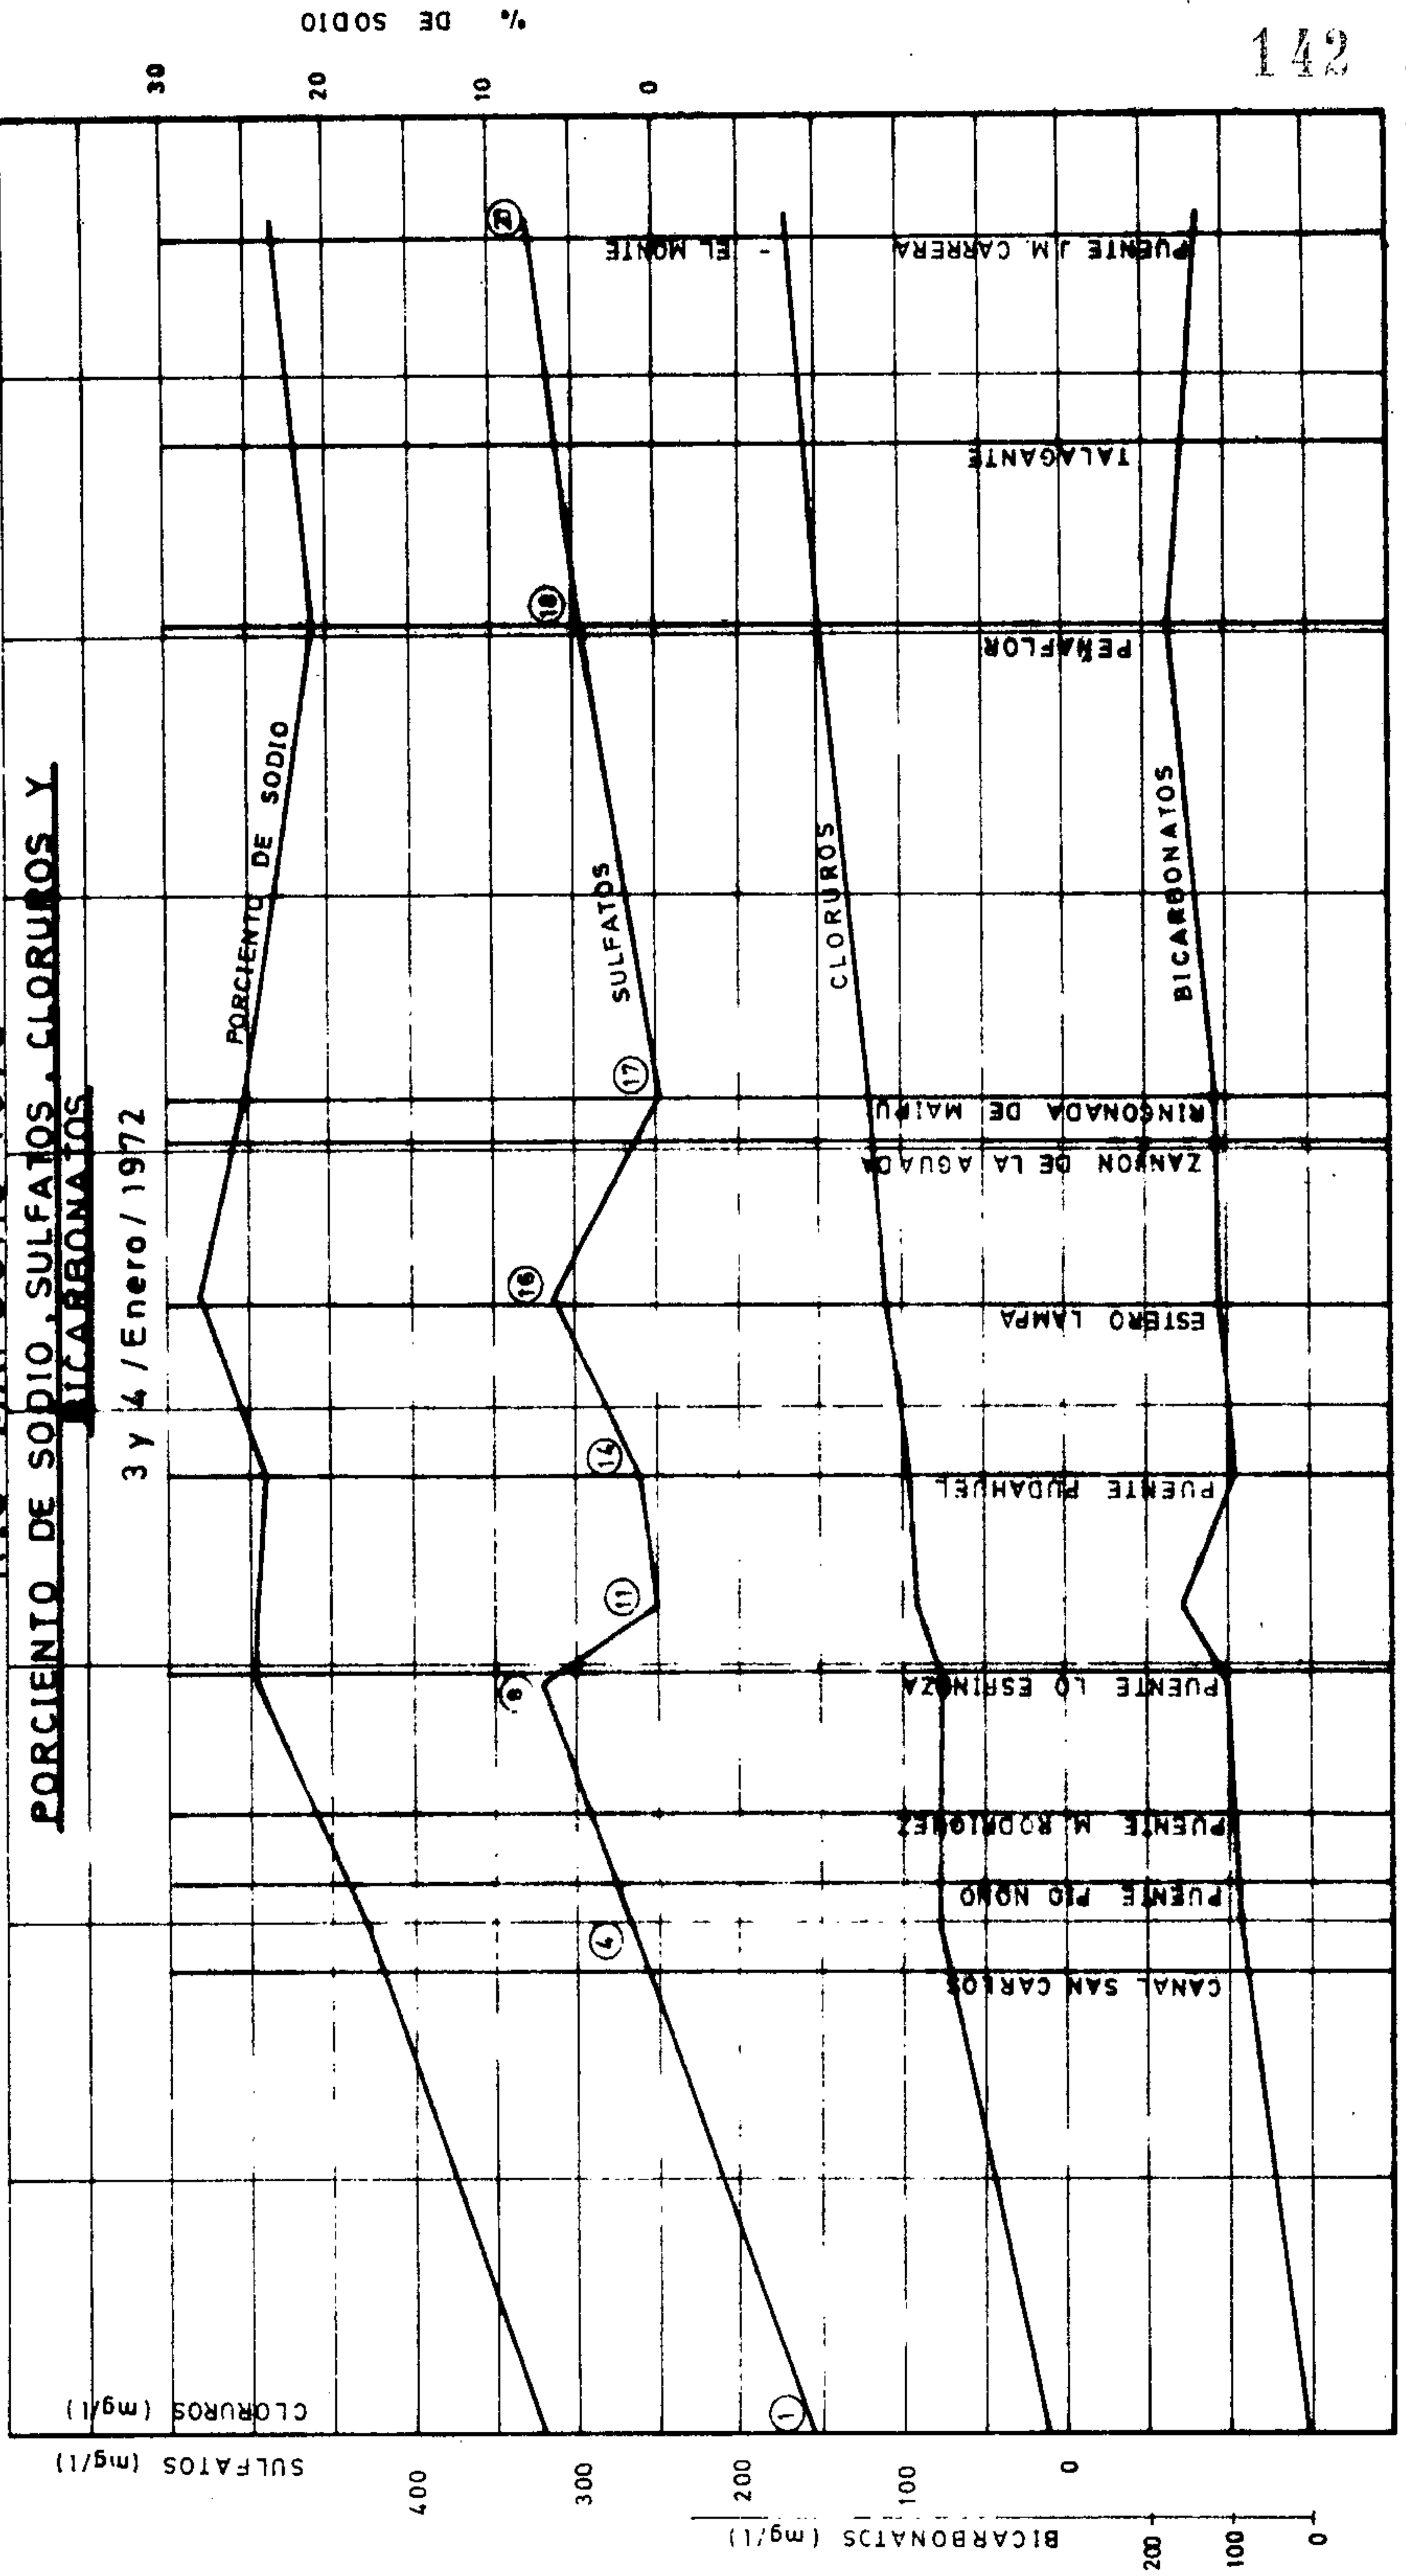 PORCIENTO DE SODIO, SULFATOS, CLORUROS Y
BICARBONATOS
3 y 4 / Enero / 1972
CLORUROS (mg/l)
SULFATOS (mg/l)
BICARBONATOS (mg/l)
400
300
200
100
0
200
100
0
% DE SODIO
30
20
10
0
PORCIENTO DE SODIO
SULFATOS
CLORUROS
BICARBONATOS
1
4
8
11
14
16
17
18
20
CANAL SAN CARLOS
PUENTE PIO NONO
PUENTE M. RODRIGUEZ
PUENTE LO ESPINOZA
PUENTE PUDAHUEL
ESTERO LAMPA
ZANJON DE LA AGUADA
RINCONADA DE MAIPU
PEÑAFLOR
TALAGANTE
PUENTE J.M. CARRERA - EL MONTE
142